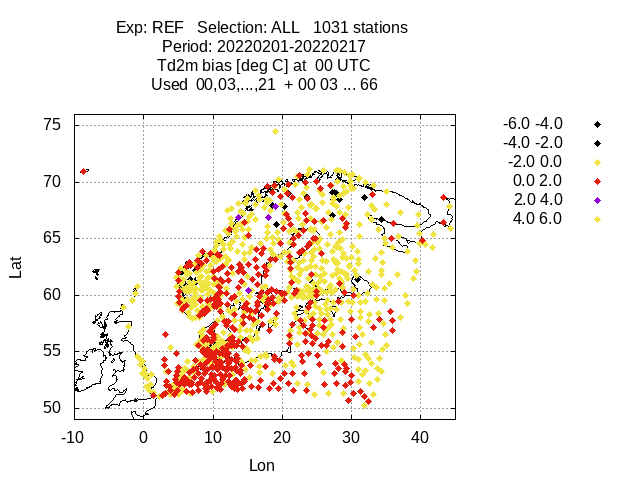 Exp: REF   Selection: ALL   1031 stations
Period: 20220201-20220217
Td2m bias [deg C] at  00 UTC
Used  00,03,...,21  + 00 03 ... 66
-6.0 -4.0
-4.0 -2.0
-2.0 0.0
0.0 2.0
2.0 4.0
4.0 6.0
75
70
65
60
55
50
Lat
-10 0 10 20 30 40
Lon